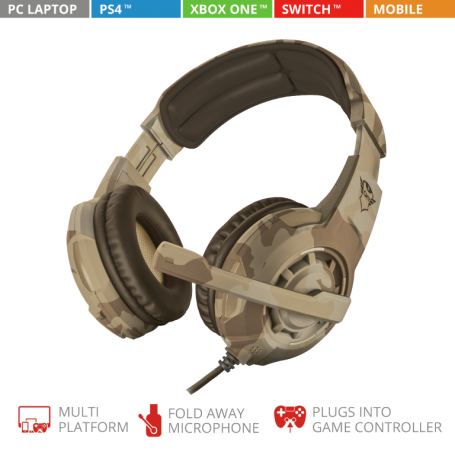 PC LAPTOP PS4™ XBOX ONE™ SWITCH™ MOBILE
MULTI
PLATFORM
FOLD AWAY
MICROPHONE
PLUGS INTO
GAME CONTROLLER